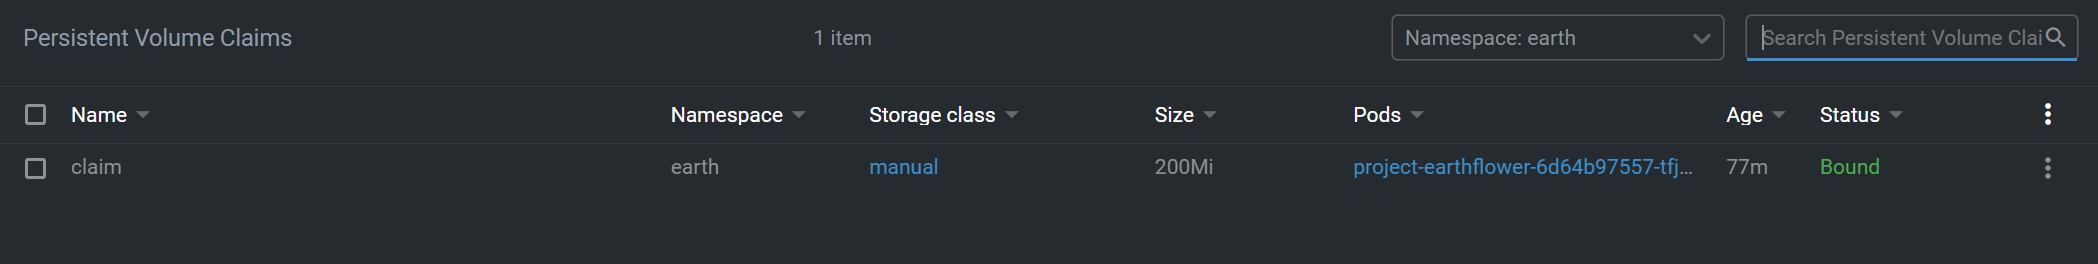 Persistent Volume Claims 1 item Namespace: earth Search Persistent Volume Clai
Name Namespace Storage class Size Pods Age Status
claim earth manual 200Mi project-earthflower-6d64b97557-tfj... 77m Bound